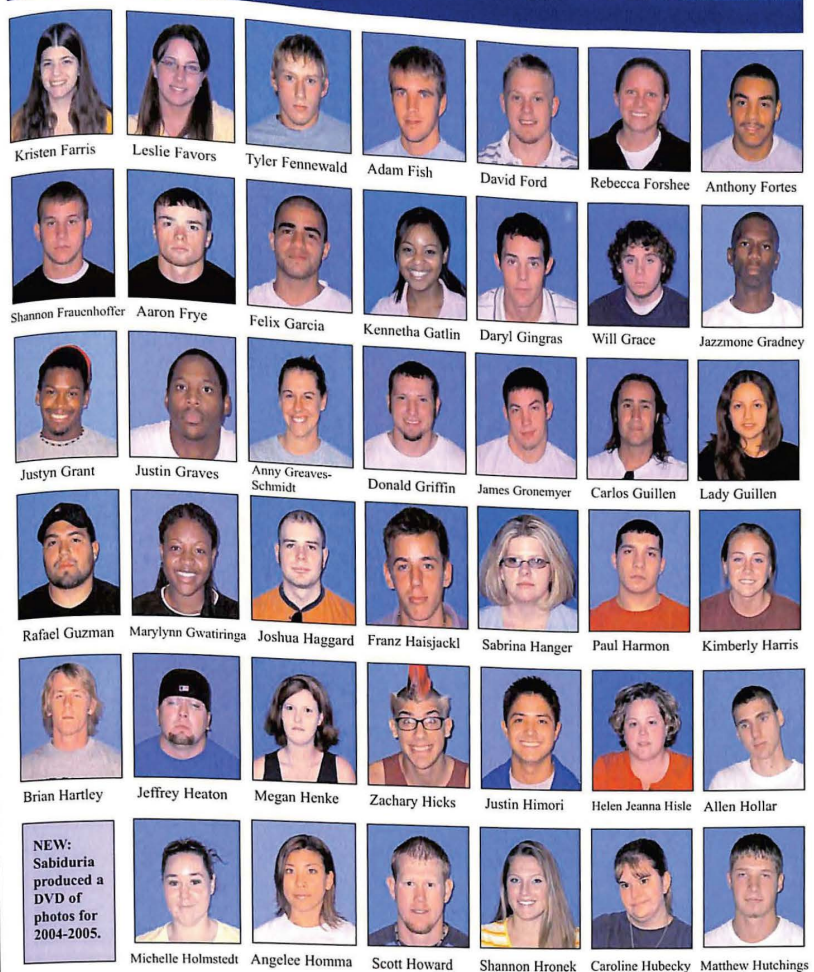 Kristen Farris
Leslie Favors
Tyler Fennewald
Adam Fish
David Ford
Rebecca Forshee
Anthony Fortes
Shannon Frauenhoffer
Aaron Frye
Felix Garcia
Kennetha Gatlin
Daryl Gingras
Will Grace
Jazzmone Gradney
Justyn Grant
Justin Graves
Anny Greaves-
Schmidt
Donald Griffin
James Gronemyer
Carlos Guillen
Lady Guillen
Rafael Guzman
Marylynn Gwatiringa
Joshua Haggard
Franz Haisjackl
Sabrina Hanger
Paul Harmon
Kimberly Harris
Brian Hartley
Jeffrey Heaton
Megan Henke
Zachary Hicks
Justin Himori
Helen Jeanna Hisle
Allen Hollar
NEW:
Sabiduria
produced a
DVD of
photos for
2004-2005.
Michelle Holmstedt
Angelee Homma
Scott Howard
Shannon Hronek
Caroline Hubecky
Matthew Hutchings